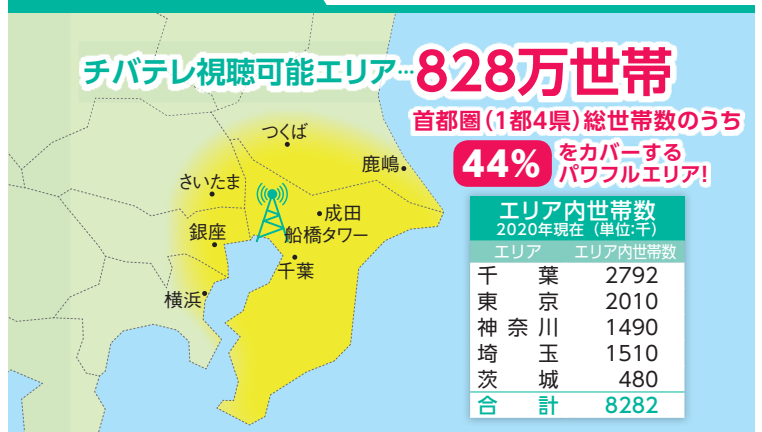 チバテレ視聴可能エリア…828万世帯
首都圏（1都4県）総世帯数のうち
44%をカバーする
パワフルエリア！
つくば
鹿嶋
さいたま
成田
銀座
船橋タワー
千葉
横浜
エリア内世帯数
2020年現在（単位:千）
エリア エリア内世帯数
千葉 2792
東京 2010
神奈川 1490
埼玉 1510
茨城 480
合計 8282